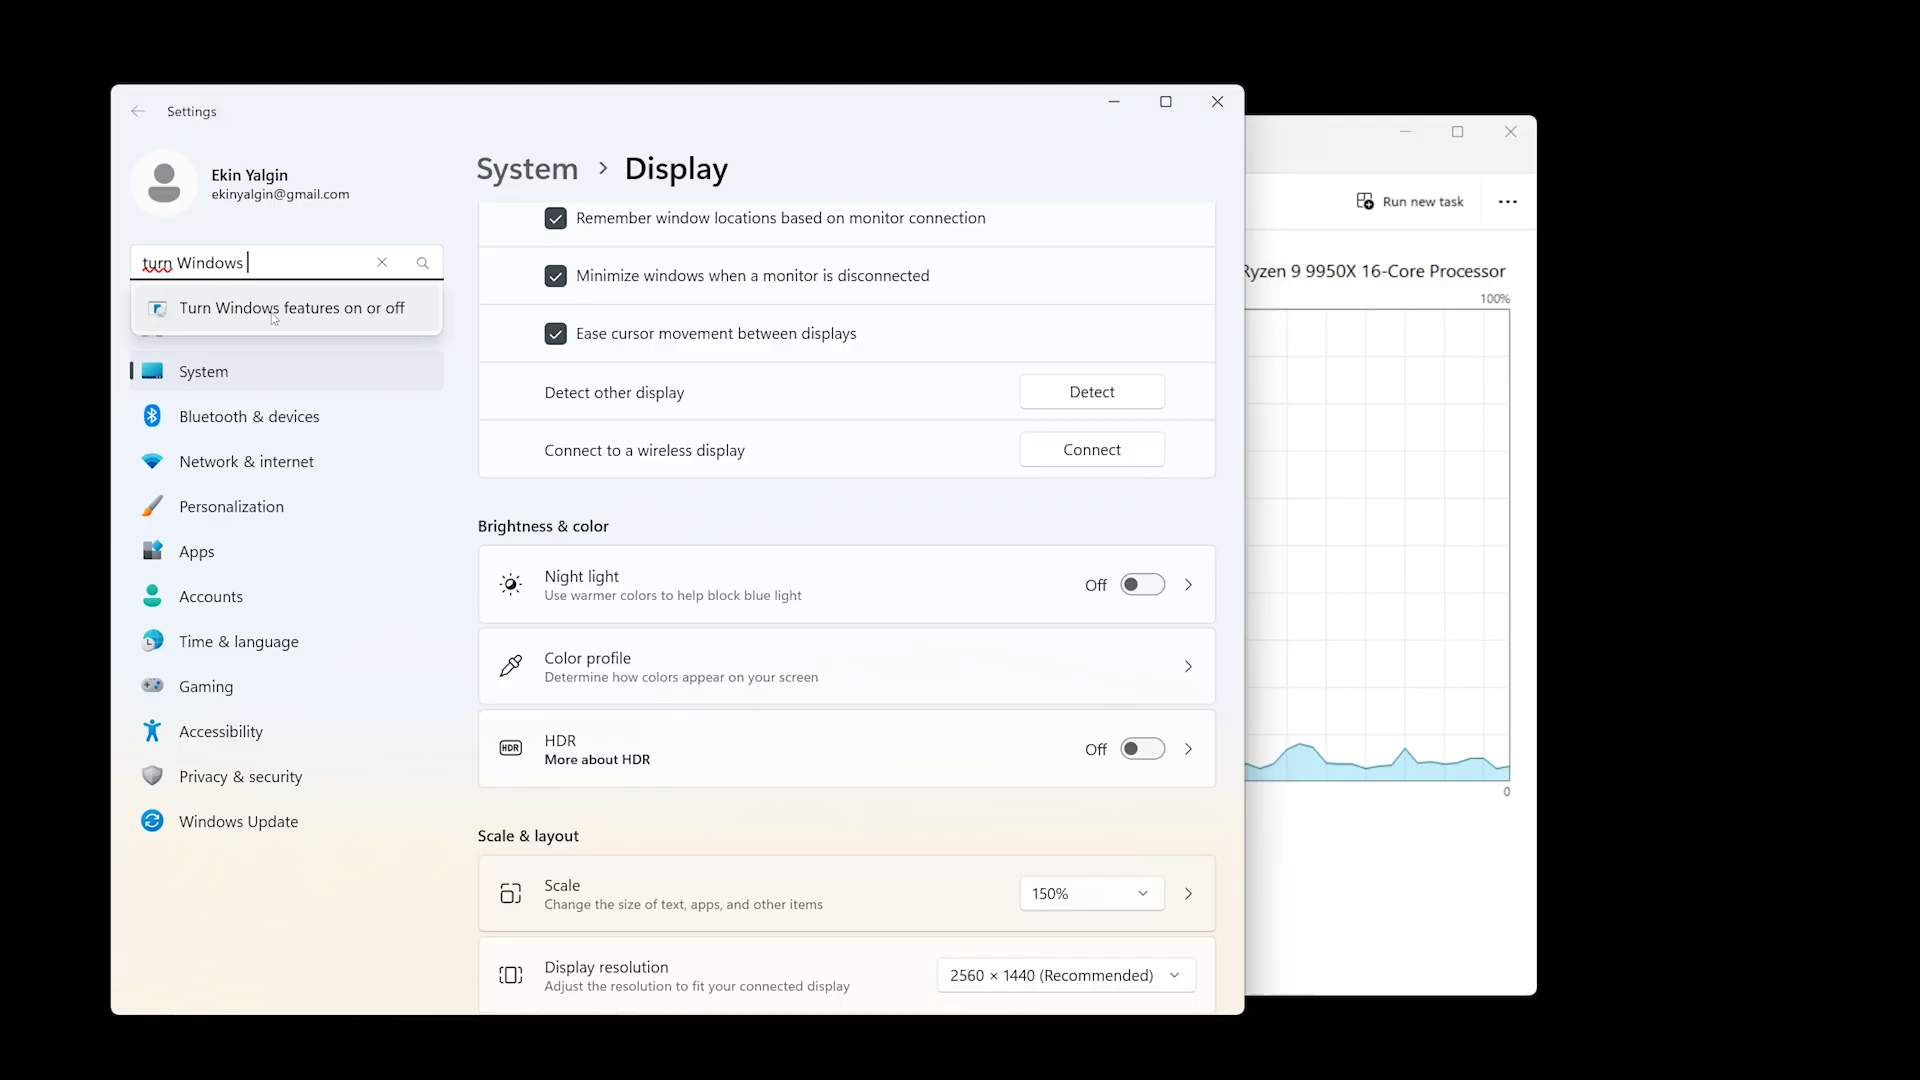 Settings
Ekin Yalgin
ekinyalgin@gmail.com
turn Windows
Turn Windows features on or off
System
Bluetooth & devices
Network & internet
Personalization
Apps
Accounts
Time & language
Gaming
Accessibility
Privacy & security
Windows Update
System > Display
Remember window locations based on monitor connection
Minimize windows when a monitor is disconnected
Ease cursor movement between displays
Detect other display
Detect
Connect to a wireless display
Connect
Brightness & color
Night light
Use warmer colors to help block blue light
Off
Color profile
Determine how colors appear on your screen
HDR
HDR
More about HDR
Off
Scale & layout
Scale
Change the size of text, apps, and other items
150%
Display resolution
Adjust the resolution to fit your connected display
2560 × 1440 (Recommended)
Run new task
Ryzen 9 9950X 16-Core Processor
100%
0